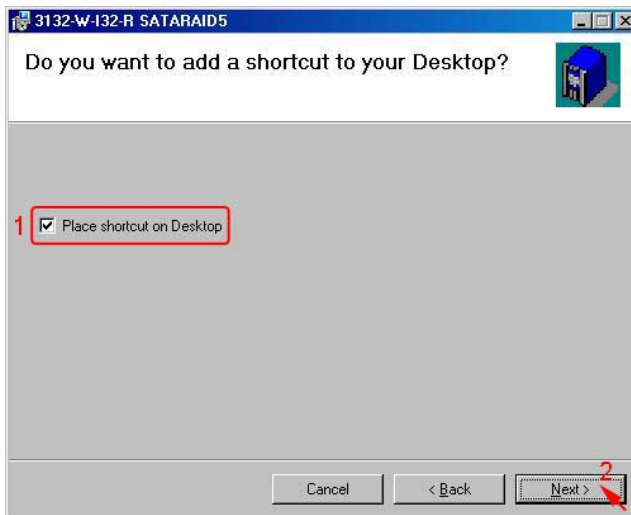 3132-W-I32-R SATARAID5
Do you want to add a shortcut to your Desktop?
1 Place shortcut on Desktop
2
Cancel < Back Next >